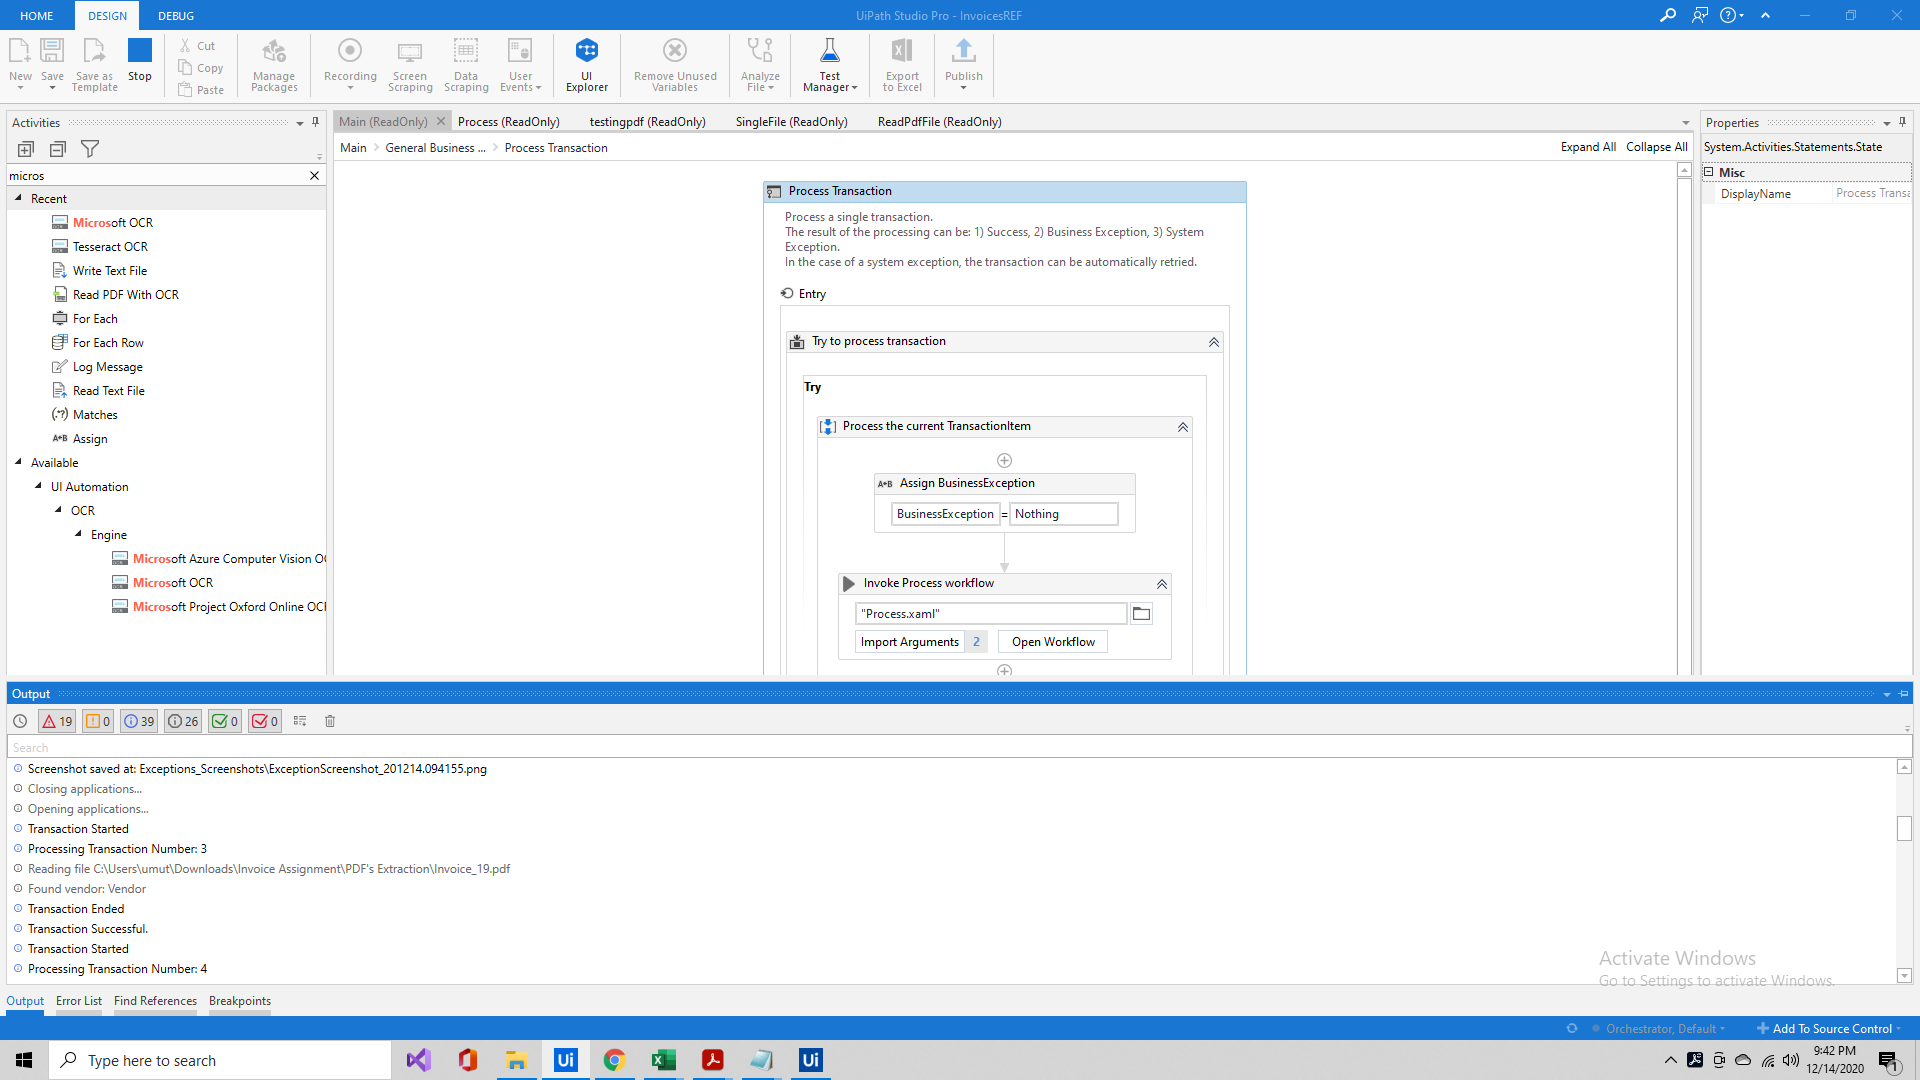 HOME DESIGN DEBUG
UiPath Studio Pro - InvoicesREF
New
Save
Save as Template
Stop
Cut
Copy
Paste
Manage Packages
Recording
Screen Scraping
Data Scraping
User Events
UI Explorer
Remove Unused Variables
Analyze File
Test Manager
Export to Excel
Publish
Activities
micros
Recent
Microsoft OCR
Tesseract OCR
Write Text File
Read PDF With OCR
For Each
For Each Row
Log Message
Read Text File
Matches
A+B Assign
Available
UI Automation
OCR
Engine
Microsoft Azure Computer Vision O
Microsoft OCR
Microsoft Project Oxford Online OCR
Main (ReadOnly) Process (ReadOnly) testingpdf (ReadOnly) SingleFile (ReadOnly) ReadPdfFile (ReadOnly)
Main General Business ... Process Transaction
Expand All Collapse All
Process Transaction
Process a single transaction.
The result of the processing can be: 1) Success, 2) Business Exception, 3) System
Exception.
In the case of a system exception, the transaction can be automatically retried.
Entry
Try to process transaction
Try
Process the current TransactionItem
A+B Assign BusinessException
BusinessException = Nothing
Invoke Process workflow
"Process.xaml"
Import Arguments 2 Open Workflow
Properties
System.Activities.Statements.State
Misc
DisplayName Process Transa
Output
19 0 39 26 0 0
Search
Screenshot saved at: Exceptions_Screenshots\ExceptionScreenshot_201214.094155.png
Closing applications...
Opening applications...
Transaction Started
Processing Transaction Number: 3
Reading file C:\Users\umut\Downloads\Invoice Assignment\PDF's Extraction\Invoice_19.pdf
Found vendor: Vendor
Transaction Ended
Transaction Successful.
Transaction Started
Processing Transaction Number: 4
Activate Windows
Go to Settings to activate Windows.
Output Error List Find References Breakpoints
Orchestrator, Default
Add To Source Control
Type here to search
Ui
Ui
9:42 PM
12/14/2020
1